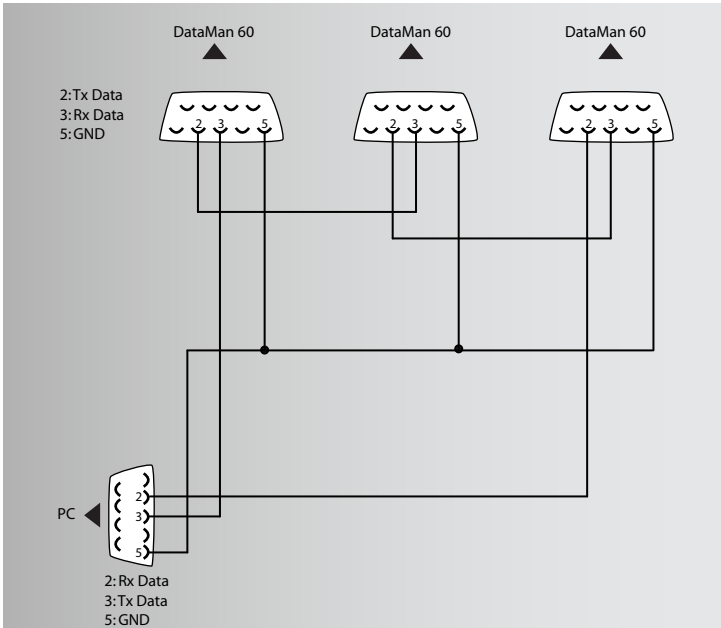 DataMan 60 DataMan 60 DataMan 60
2:Tx Data
3:Rx Data
5:GND
2 3 5 2 3 5 2 3 5
2
PC 3
5
2:Rx Data
3:Tx Data
5:GND